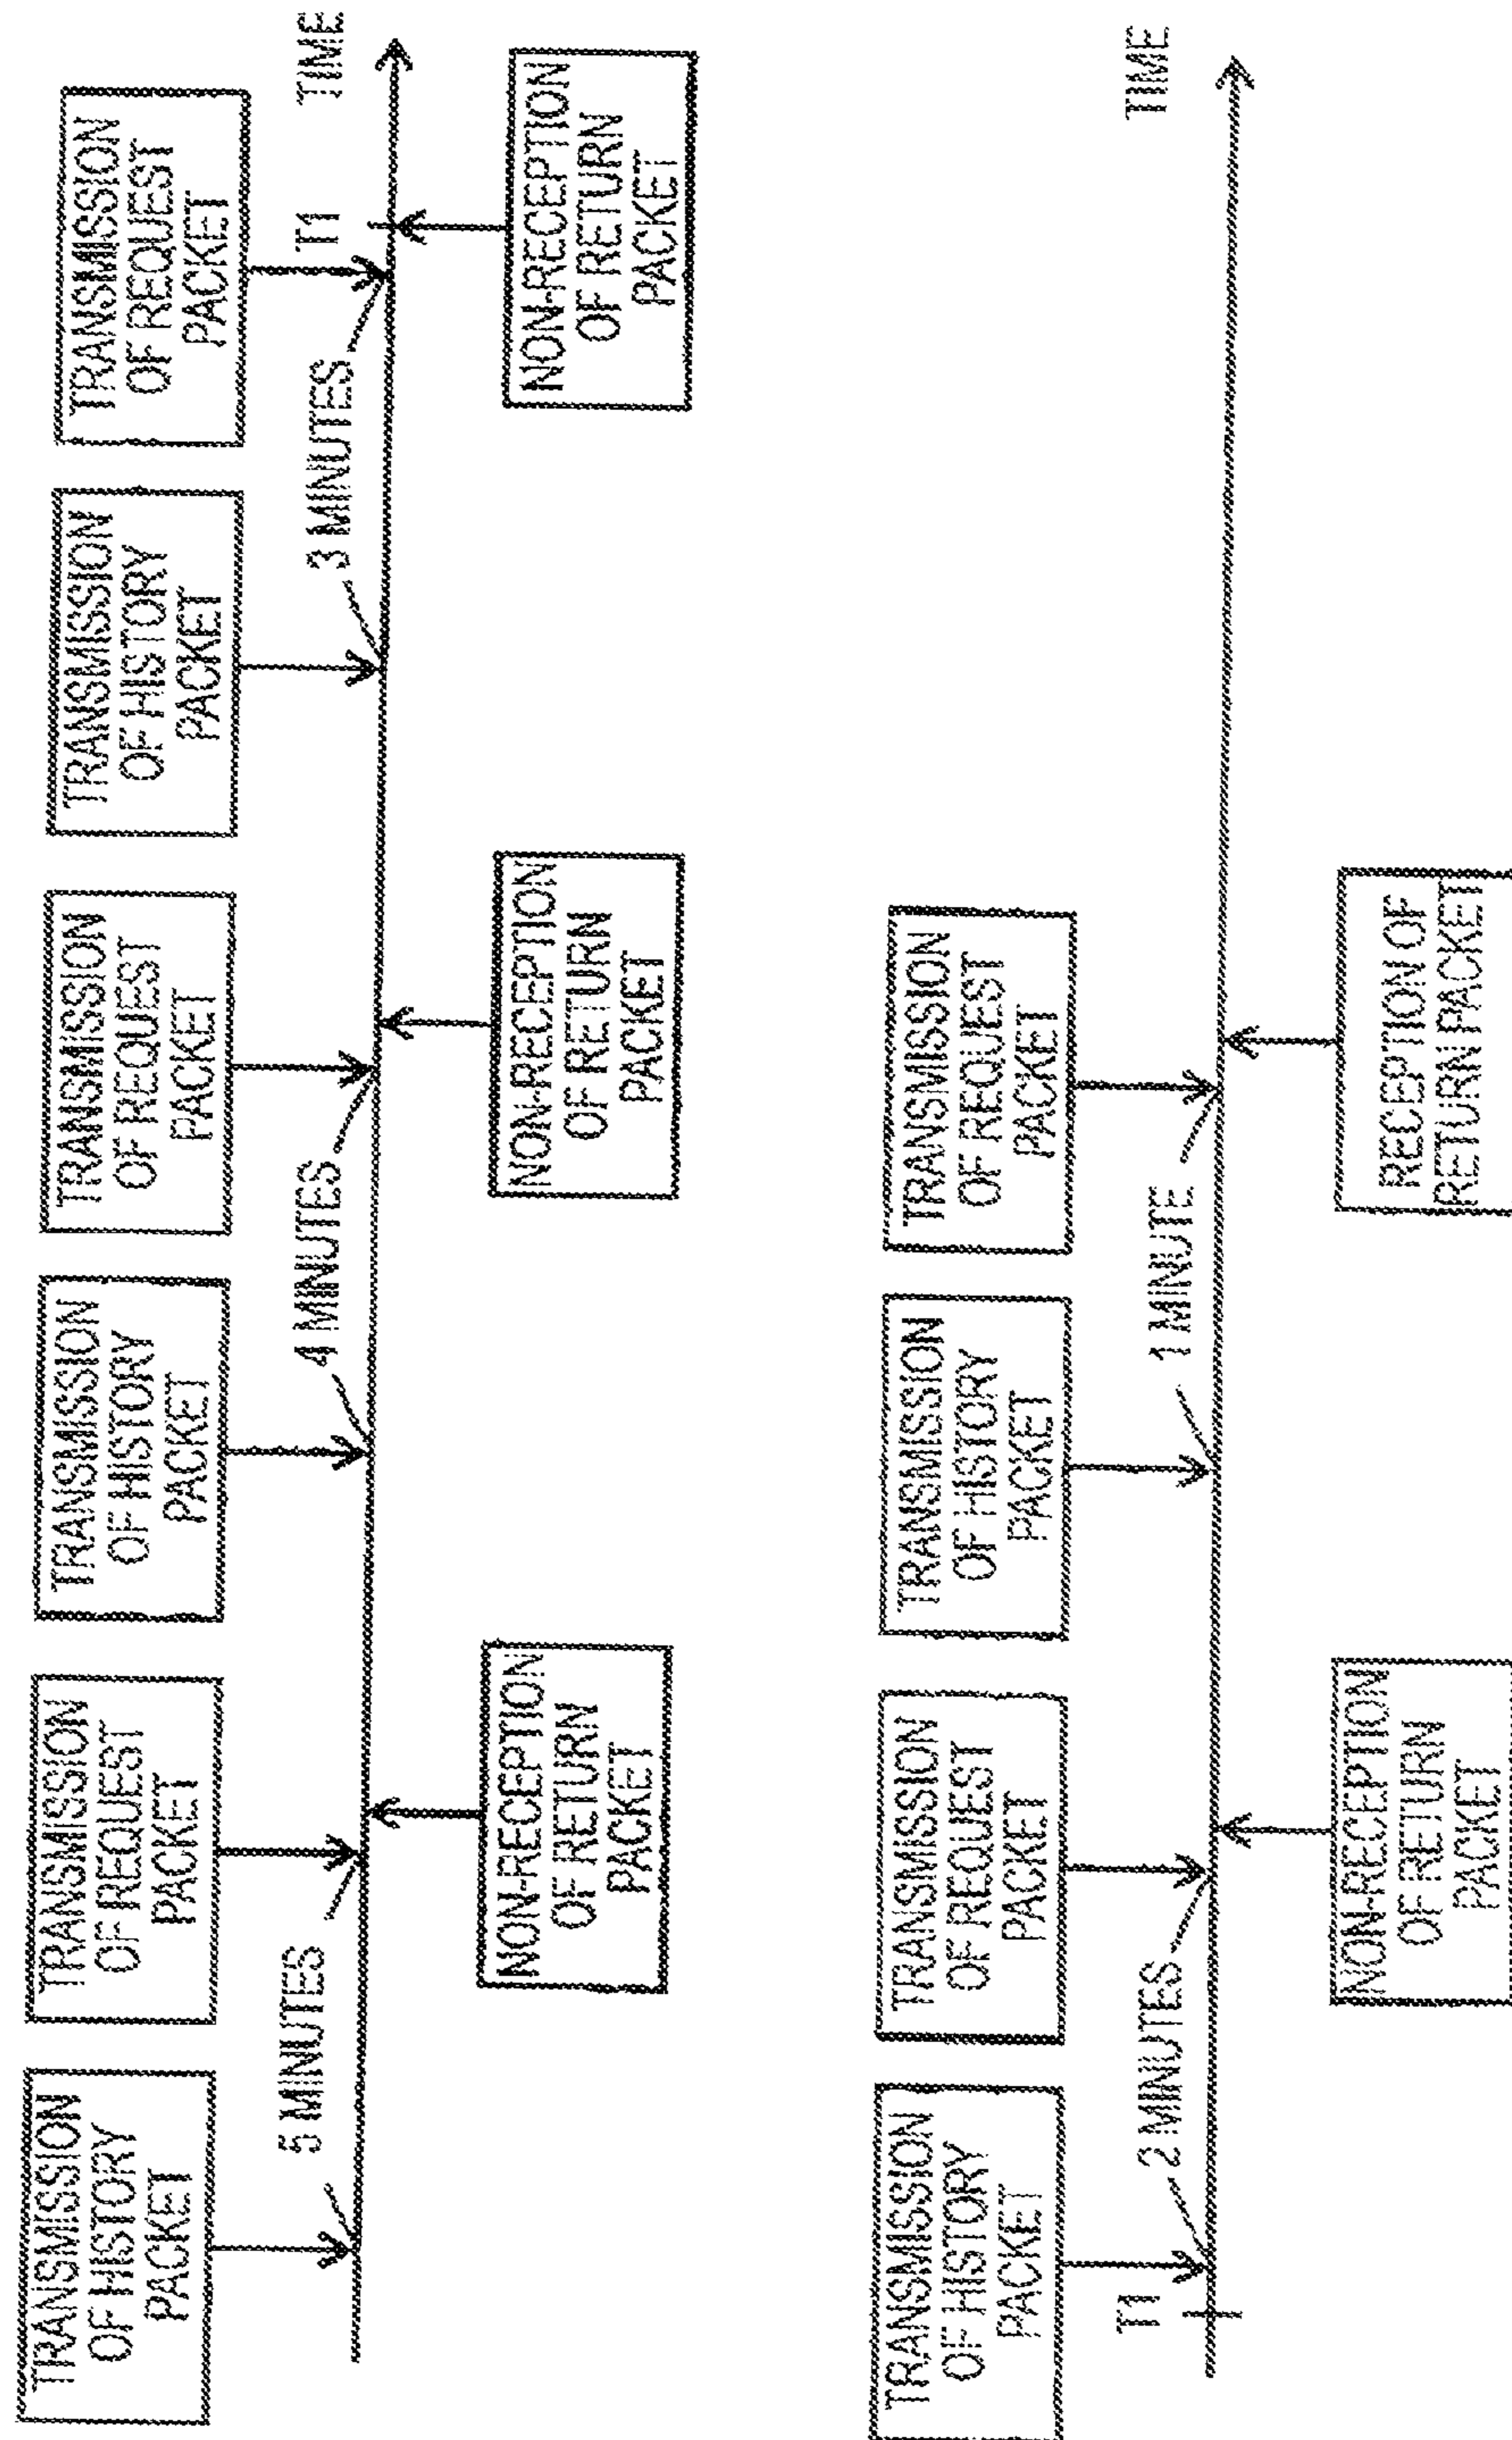 TRANSMISSION
OF HISTORY
PACKET
TRANSMISSION
OF REQUEST
PACKET
TRANSMISSION
OF HISTORY
PACKET
TRANSMISSION
OF REQUEST
PACKET
TRANSMISSION
OF HISTORY
PACKET
TRANSMISSION
OF REQUEST
PACKET
5 MINUTES
4 MINUTES
3 MINUTES
T1
TIME
NON-RECEPTION
OF RETURN
PACKET
NON-RECEPTION
OF RETURN
PACKET
NON-RECEPTION
OF RETURN
PACKET
TRANSMISSION
OF HISTORY
PACKET
TRANSMISSION
OF REQUEST
PACKET
TRANSMISSION
OF HISTORY
PACKET
TRANSMISSION
OF REQUEST
PACKET
T1
2 MINUTES
1 MINUTE
TIME
NON-RECEPTION
OF RETURN
PACKET
RECEPTION OF
RETURN PACKET